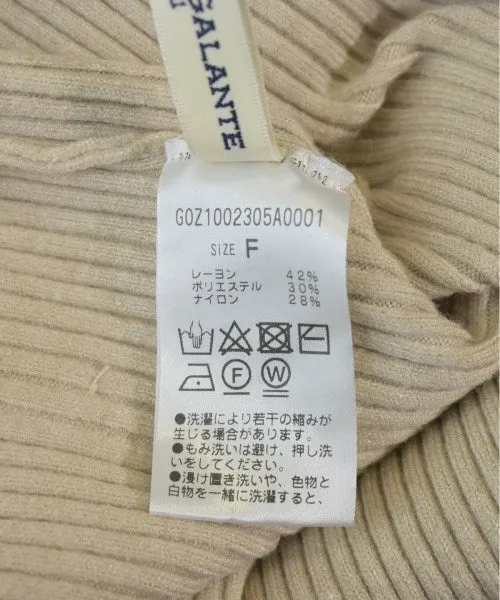 GALANTE
G0Z1002305A0001
SIZE F
レーヨン 42%
ポリエステル 30%
ナイロン 28%
F W
●洗濯により若干の縮みが
生じる場合があります。
●もみ洗いは避け、押し洗
いをしてください。
●浸け置き洗いや、色物と
白物を一緒に洗濯すると、